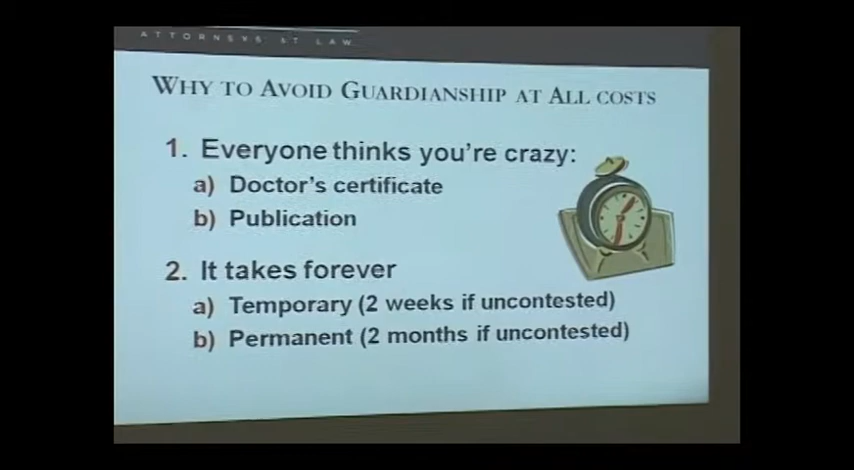 ATTORNEYS AT LAW
WHY TO AVOID GUARDIANSHIP AT ALL COSTS
1. Everyone thinks you're crazy:
a) Doctor's certificate
b) Publication
2. It takes forever
a) Temporary (2 weeks if uncontested)
b) Permanent (2 months if uncontested)